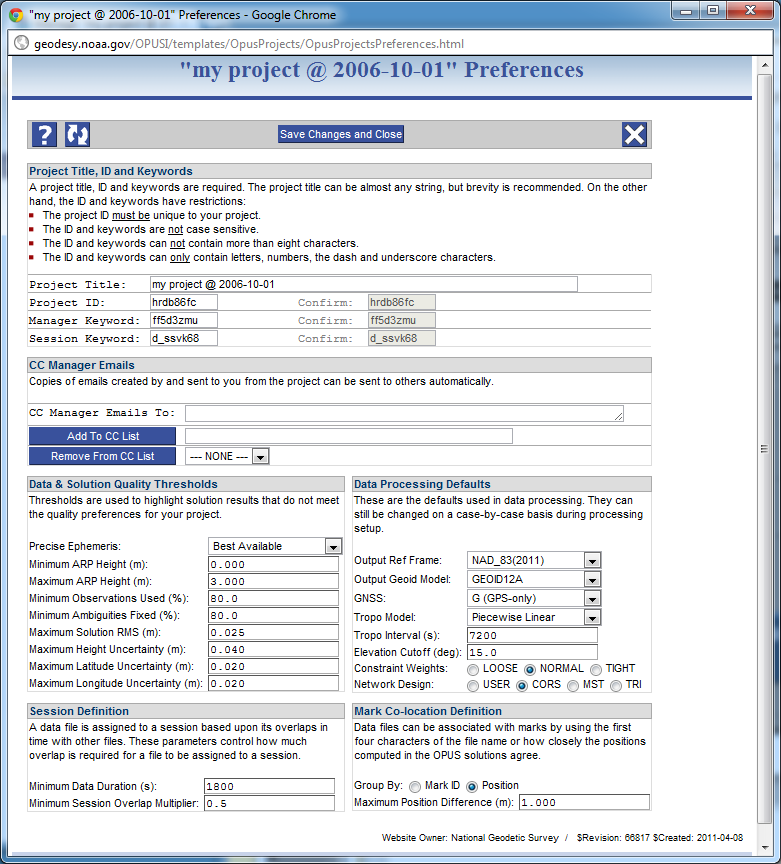 "my project @ 2006-10-01" Preferences - Google Chrome
geodesy.noaa.gov/OPUSI/templates/OpusProjects/OpusProjectsPreferences.html
"my project @ 2006-10-01" Preferences
? Save Changes and Close
Project Title, ID and Keywords
A project title, ID and keywords are required. The project title can be almost any string, but brevity is recommended. On the other
hand, the ID and keywords have restrictions:
The project ID must be unique to your project.
The ID and keywords are not case sensitive.
The ID and keywords can not contain more than eight characters.
The ID and keywords can only contain letters, numbers, the dash and underscore characters.
Project Title: my project @ 2006-10-01
Project ID: hrdb86fc Confirm: hrdb86fc
Manager Keyword: ff5d3zmu Confirm: ff5d3zmu
Session Keyword: d_ssvk68 Confirm: d_ssvk68
CC Manager Emails
Copies of emails created by and sent to you from the project can be sent to others automatically.
CC Manager Emails To:
Add To CC List
Remove From CC List --- NONE ---
Data & Solution Quality Thresholds
Thresholds are used to highlight solution results that do not meet
the quality preferences for your project.
Precise Ephemeris: Best Available
Minimum ARP Height (m): 0.000
Maximum ARP Height (m): 3.000
Minimum Observations Used (%): 80.0
Minimum Ambiguities Fixed (%): 80.0
Maximum Solution RMS (m): 0.025
Maximum Height Uncertainty (m): 0.040
Maximum Latitude Uncertainty (m): 0.020
Maximum Longitude Uncertainty (m): 0.020
Data Processing Defaults
These are the defaults used in data processing. They can
still be changed on a case-by-case basis during processing
setup.
Output Ref Frame: NAD_83(2011)
Output Geoid Model: GEOID12A
GNSS: G (GPS-only)
Tropo Model: Piecewise Linear
Tropo Interval (s): 7200
Elevation Cutoff (deg): 15.0
Constraint Weights: LOOSE NORMAL TIGHT
Network Design: USER CORS MST TRI
Session Definition
A data file is assigned to a session based upon its overlaps in
time with other files. These parameters control how much
overlap is required for a file to be assigned to a session.
Minimum Data Duration (s): 1800
Minimum Session Overlap Multiplier: 0.5
Mark Co-location Definition
Data files can be associated with marks by using the first
four characters of the file name or how closely the positions
computed in the OPUS solutions agree.
Group By: Mark ID Position
Maximum Position Difference (m): 1.000
Website Owner: National Geodetic Survey / $Revision: 66817 $Created: 2011-04-08